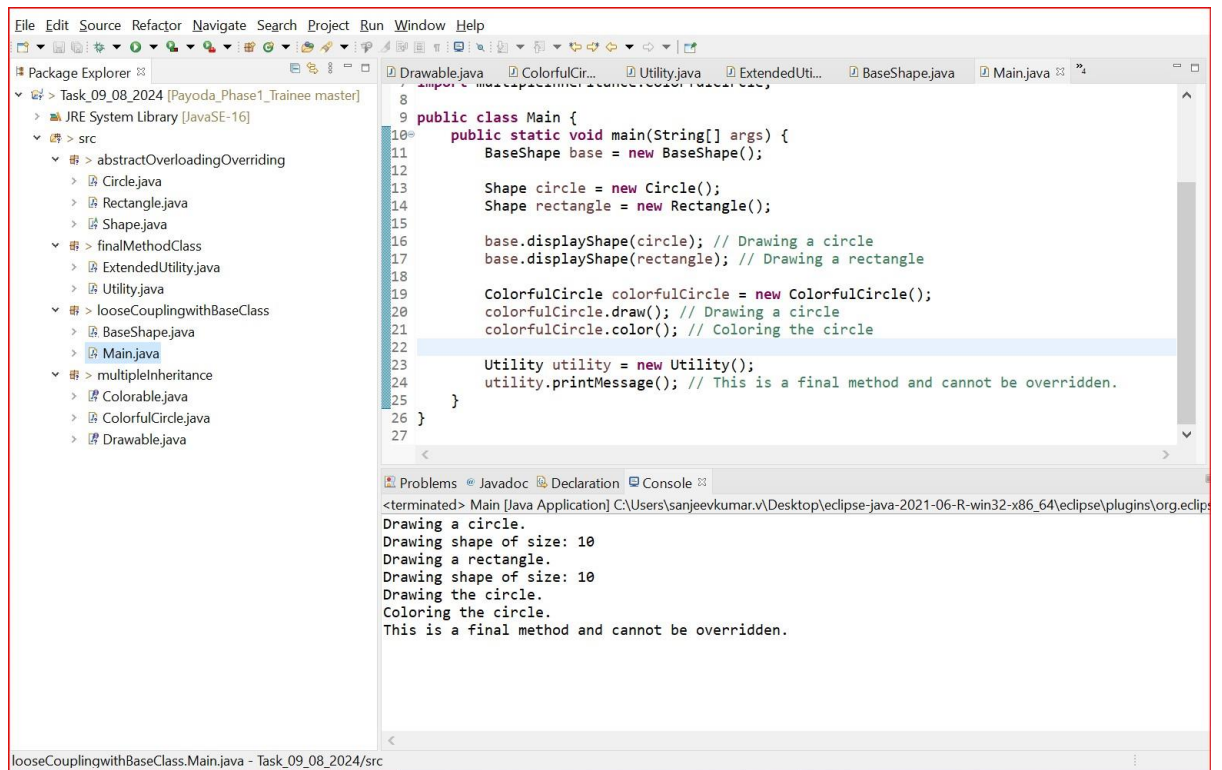 File Edit Source Refactor Navigate Search Project Run Window Help
Package Explorer
Task_09_08_2024 [Payoda_Phase1_Trainee master]
JRE System Library [JavaSE-16]
> src
> abstractOverloadingOverriding
Circle.java
Rectangle.java
Shape.java
> finalMethodClass
ExtendedUtility.java
Utility.java
> looseCouplingwithBaseClass
BaseShape.java
Main.java
> multipleInheritance
Colorable.java
ColorfulCircle.java
Drawable.java
Drawable.java ColorfulCir... Utility.java ExtendedUti... BaseShape.java Main.java "4
7 import multipleInheritance.ColorfulCircle;
8
9 public class Main {
10 public static void main(String[] args) {
11 BaseShape base = new BaseShape();
12
13 Shape circle = new Circle();
14 Shape rectangle = new Rectangle();
15
16 base.displayShape(circle); // Drawing a circle
17 base.displayShape(rectangle); // Drawing a rectangle
18
19 ColorfulCircle colorfulCircle = new ColorfulCircle();
20 colorfulCircle.draw(); // Drawing a circle
21 colorfulCircle.color(); // Coloring the circle
22
23 Utility utility = new Utility();
24 utility.printMessage(); // This is a final method and cannot be overridden.
25 }
26 }
27
Problems @ Javadoc Declaration Console
<terminated> Main [Java Application] C:\Users\sanjeevkumar.v\Desktop\eclipse-java-2021-06-R-win32-x86_64\eclipse\plugins\org.eclips
Drawing a circle.
Drawing shape of size: 10
Drawing a rectangle.
Drawing shape of size: 10
Drawing the circle.
Coloring the circle.
This is a final method and cannot be overridden.
looseCouplingwithBaseClass.Main.java - Task_09_08_2024/src